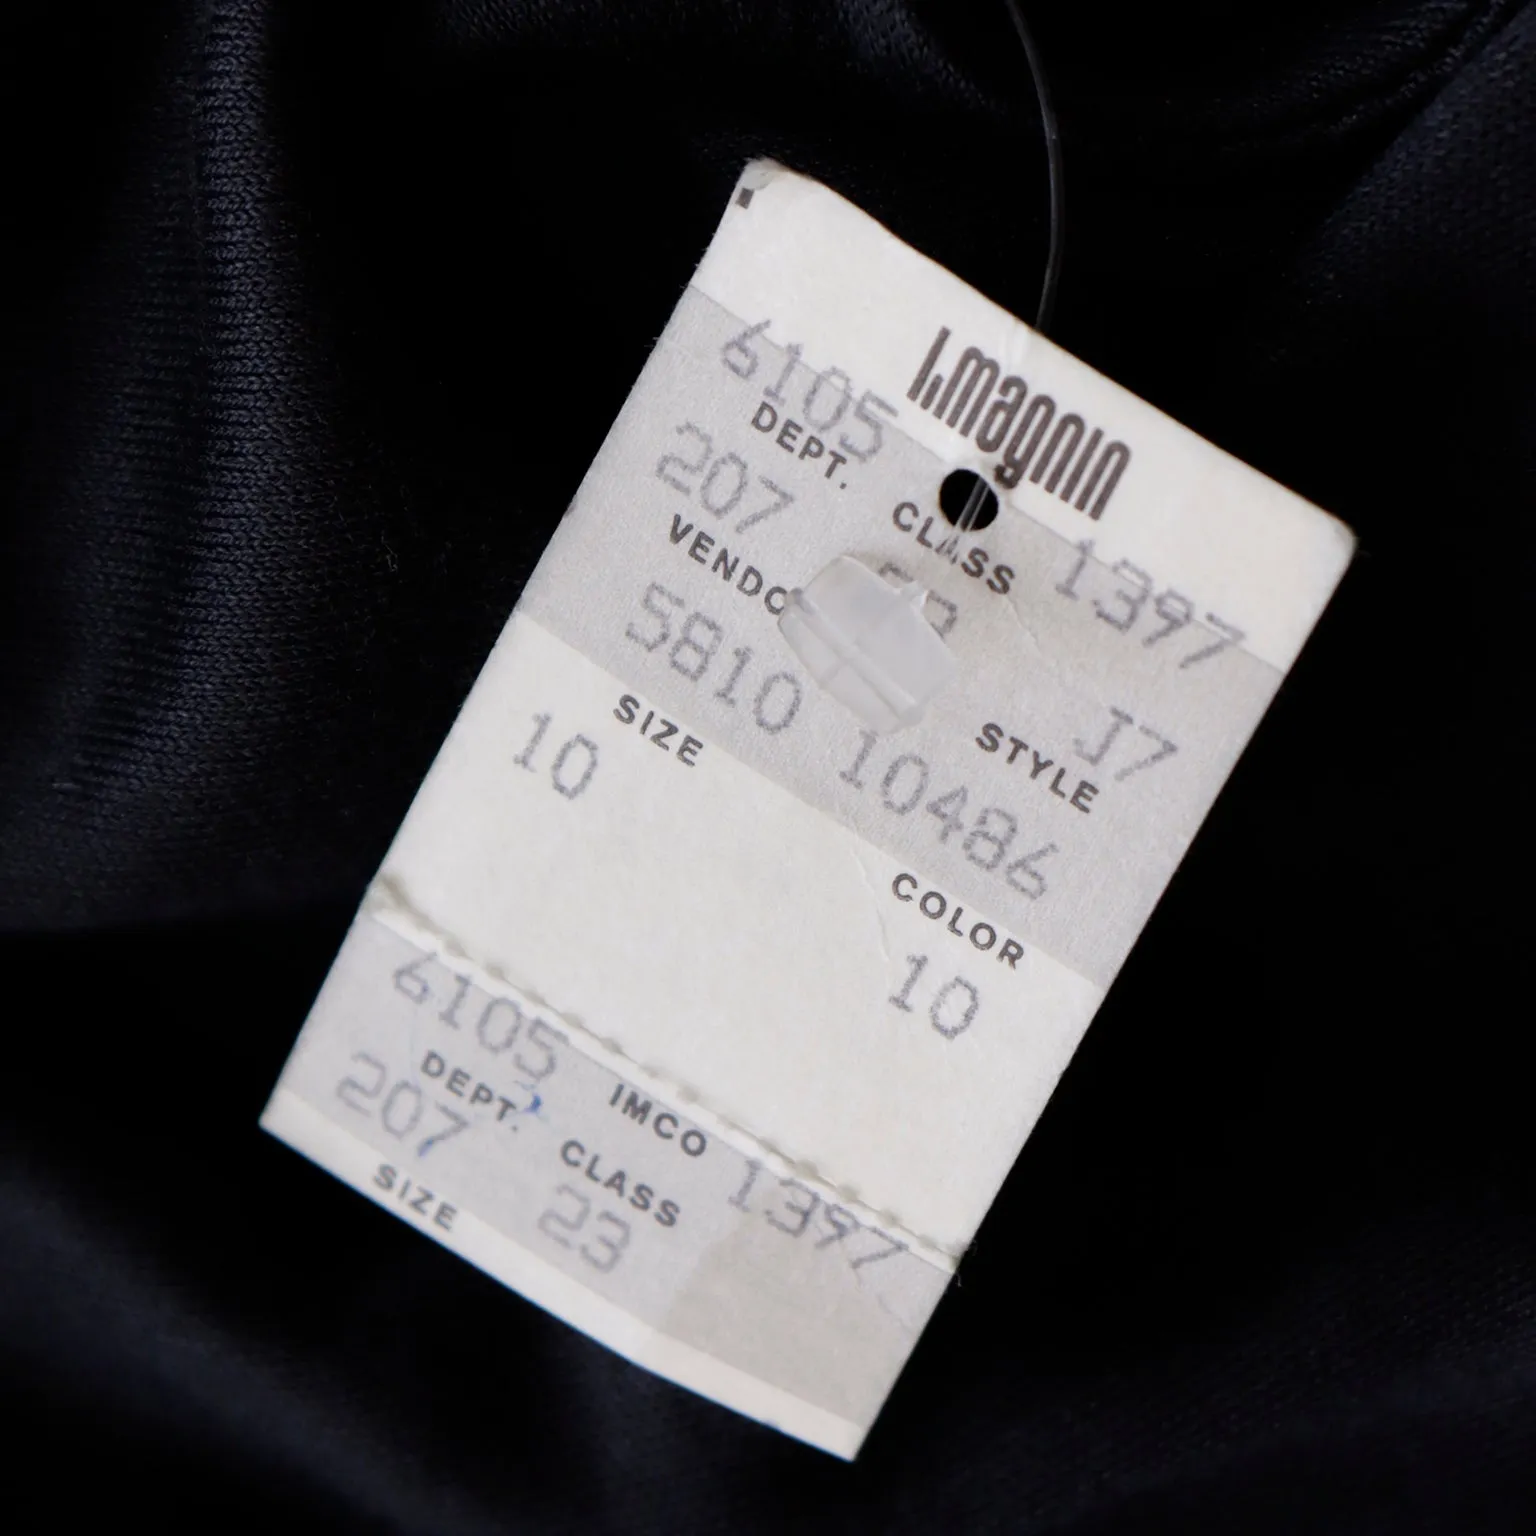 I.magnin
6105 1397
DEPT. CLASS
207 J7
VENDO STYLE
5810 10486
SIZE COLOR
10 10
6105 1397
DEPT. IMCO CLASS
207 23
SIZE